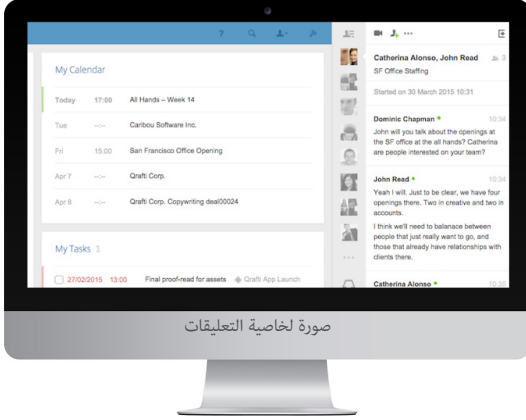 ?
My Calendar
Today 17:00 All Hands – Week 14
Tue --:-- Caribou Software Inc.
Fri 15:00 San Francisco Office Opening
Apr 7 --:-- Qrafti Corp.
Apr 8 --:-- Qrafti Corp. Copywriting deal00024
My Tasks 1
27/02/2015 13:00 Final proof-read for assets Qrafti App Launch
Catherina Alonso, John Read 3
SF Office Staffing
Started on 30 March 2015 10:31
Dominic Chapman 10:34
John will you talk about the openings at
the SF office at the all hands? Catherina
are people interested on your team?
John Read 10:34
Yeah I will. Just to be clear, we have four
openings there. Two in creative and two in
accounts.
I think we'll need to balanace between
people that just really want to go, and
those that already have relationships with
clients there.
Catherina Alonso 10:35
صورة لخاصية التعليقات